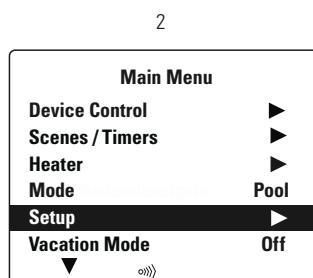 2
Main Menu
Device Control ▶
Scenes / Timers ▶
Heater ▶
Mode Pool
Setup ▶
Vacation Mode Off
▼